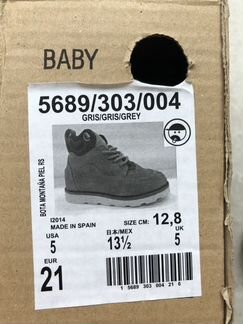 BABY
5689/303/004
GRIS/GRIS/GREY
BOTA MONTAÑA PIEL RS
I2014
MADE IN SPAIN
SIZE CM: 12,8
USA
5
日本/MEX
13½
UK
5
EUR
21
1 5689 303 004 21 6